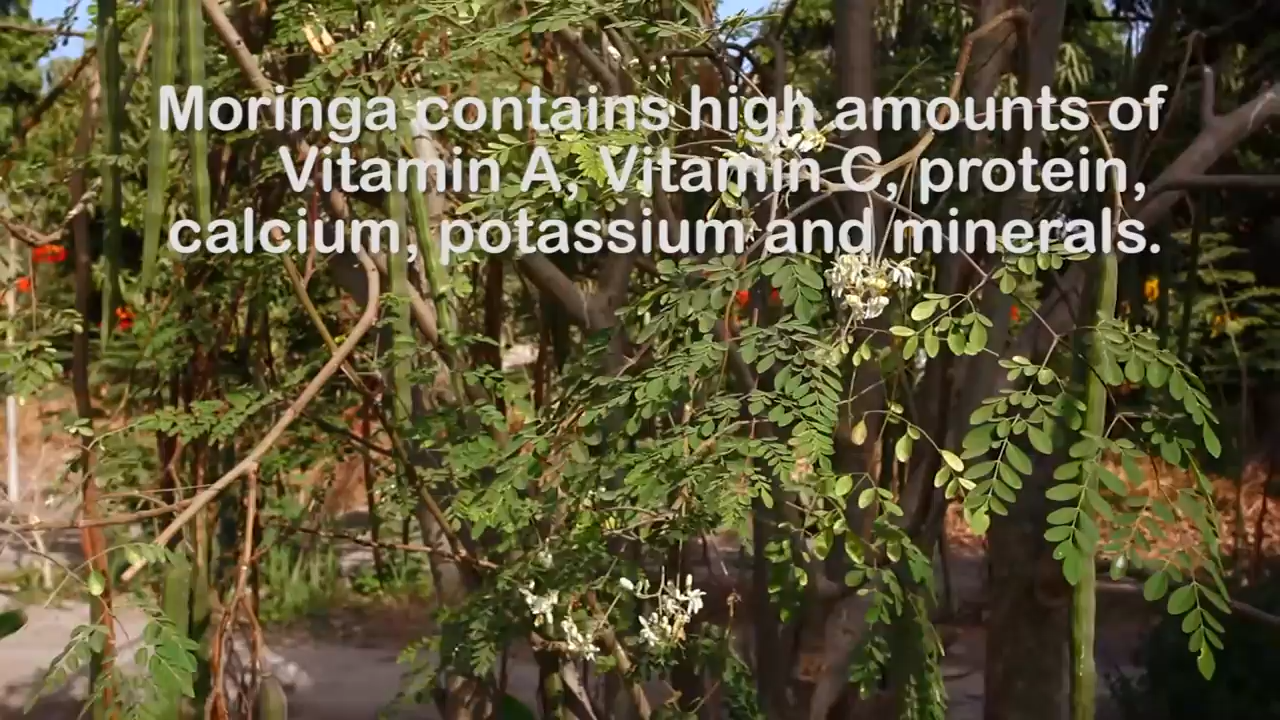 Moringa contains high amounts of
Vitamin A, Vitamin C, protein,
calcium, potassium and minerals.